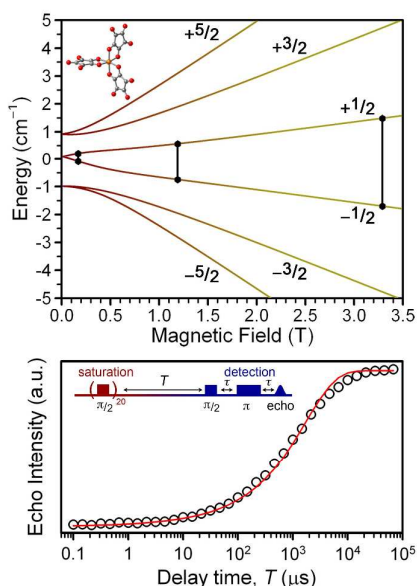 Energy (cm⁻¹)
5
4
3
2
1
0
-1
-2
-3
-4
-5
+5/2
+3/2
+1/2
−1/2
−3/2
−5/2
0.0 0.5 1.0 1.5 2.0 2.5 3.0 3.5
Magnetic Field (T)
Echo Intensity (a.u.)
saturation
detection
T
τ
τ
( )20
π/2
π/2
π
echo
0.1 1 10 10² 10³ 10⁴ 10⁵
Delay time, T (μs)